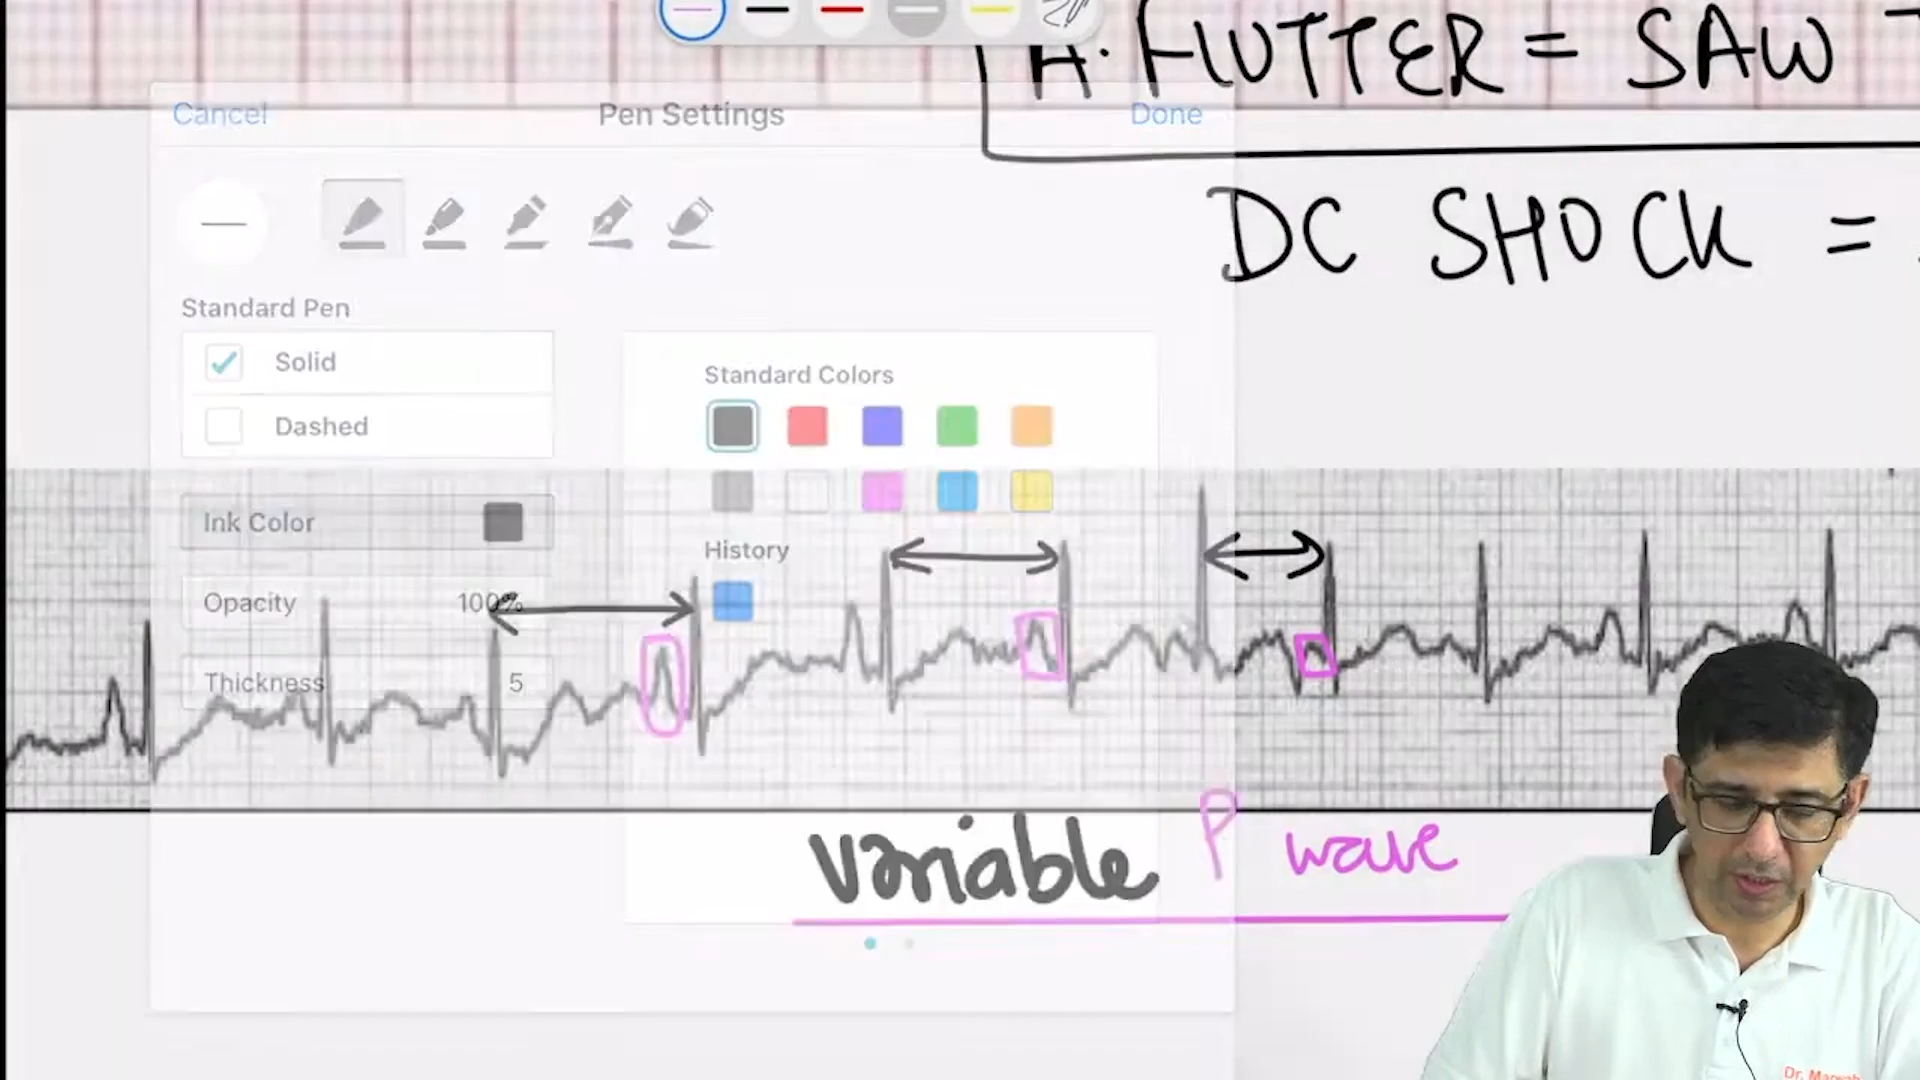 A. FLUTTER = SAW
Cancel Pen Settings Done
DC SHOCK =
Standard Pen
Solid
Standard Colors
Dashed
Ink Color
History
Opacity 100%
Thickness 5
variable P wave